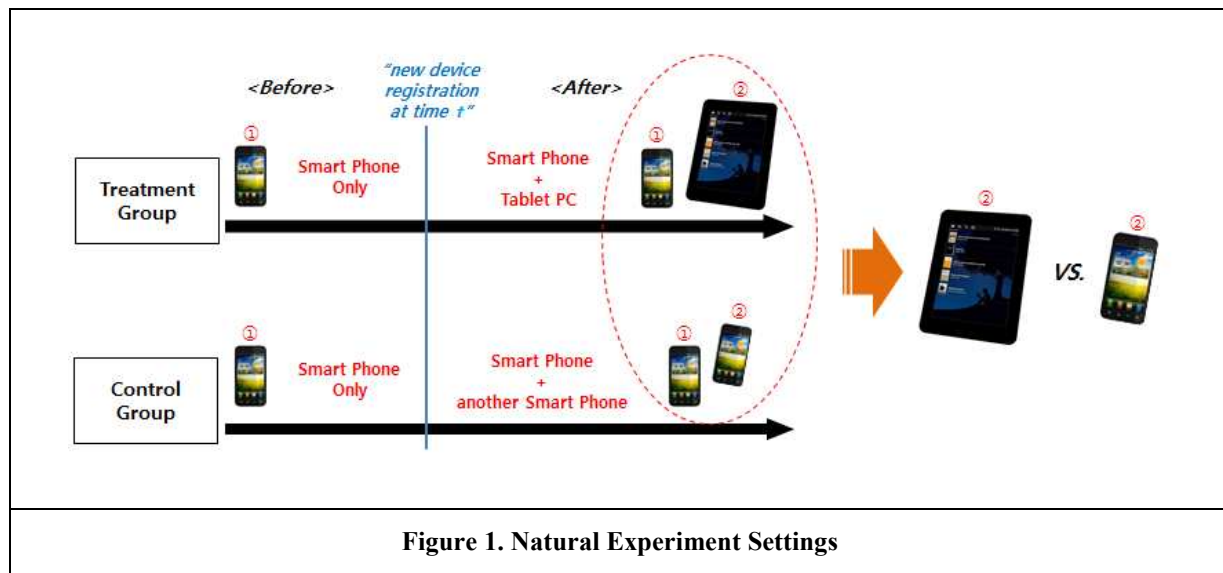 <Before>
"new device
registration
at time t"
<After>
②
①
①
Treatment
Group
Smart Phone
Only
Smart Phone
+
Tablet PC
②
VS.
②
①
Control
Group
Smart Phone
Only
Smart Phone
+
another Smart Phone
①
②
Figure 1. Natural Experiment Settings